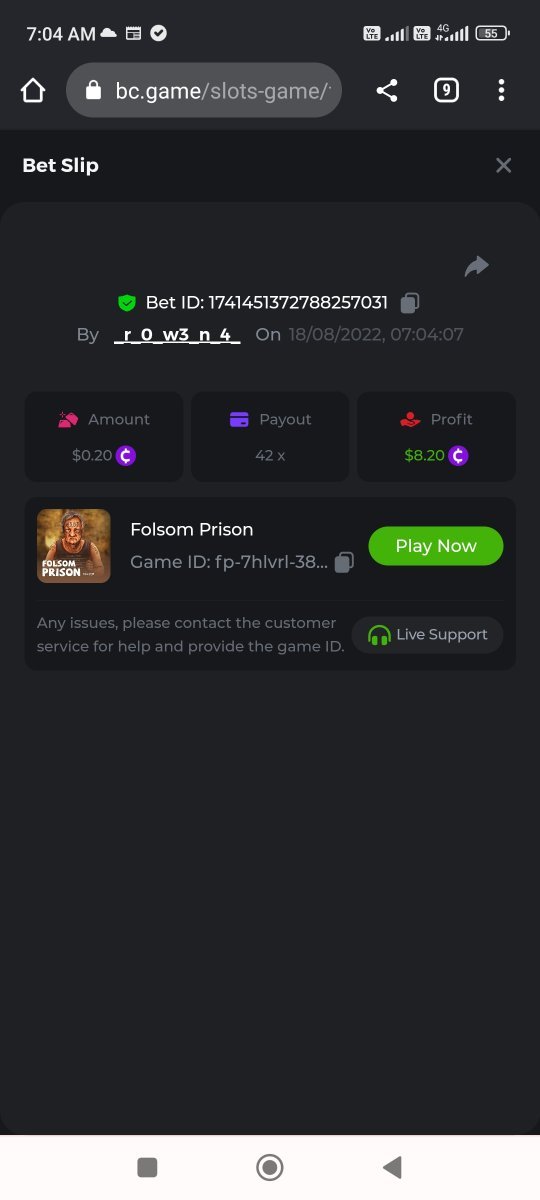 7:04 AM
Vo LTE
Vo LTE
4G
55
bc.game/slots-game/
9
Bet Slip
Bet ID: 1741451372788257031
By _r_0_w3_n_4_ On 18/08/2022, 07:04:07
Amount
Payout
Profit
$0.20
42 x
$8.20
FOLSOM PRISON
Folsom Prison
Game ID: fp-7hlvrl-38...
Play Now
Any issues, please contact the customer
service for help and provide the game ID.
Live Support